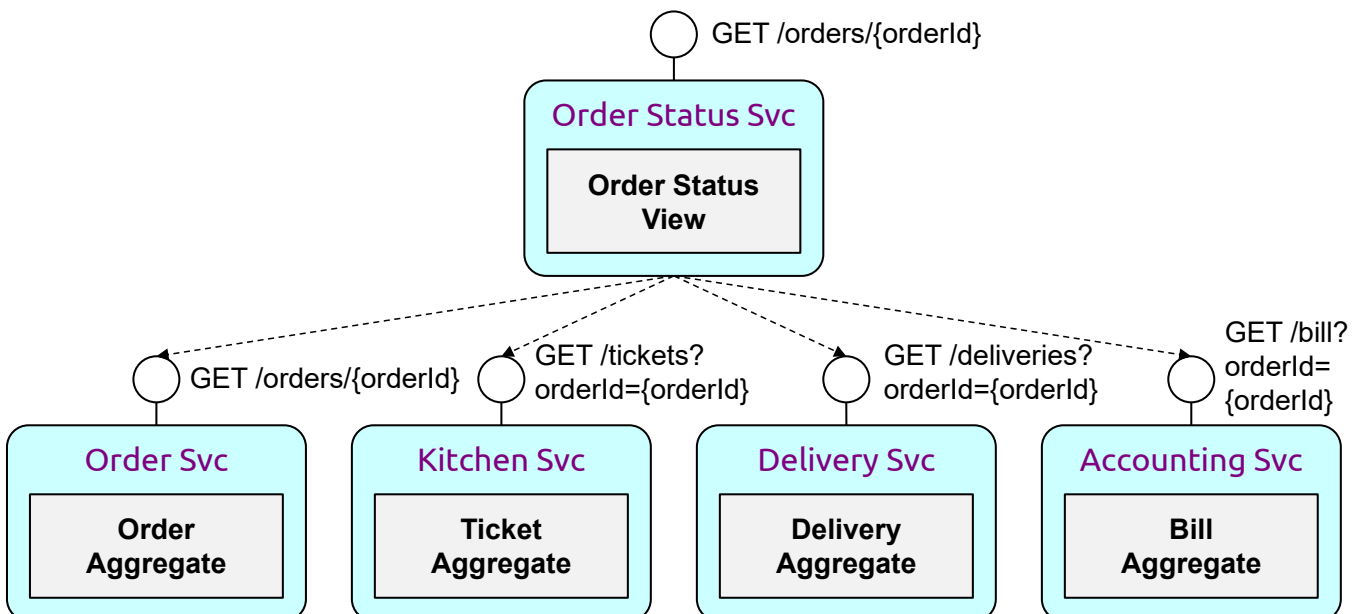 GET /orders/{orderId}
Order Status Svc
Order Status
View
GET /orders/{orderId}
GET /tickets?
orderId={orderId}
GET /deliveries?
orderId={orderId}
GET /bill?
orderId=
{orderId}
Order Svc
Kitchen Svc
Delivery Svc
Accounting Svc
Order
Aggregate
Ticket
Aggregate
Delivery
Aggregate
Bill
Aggregate